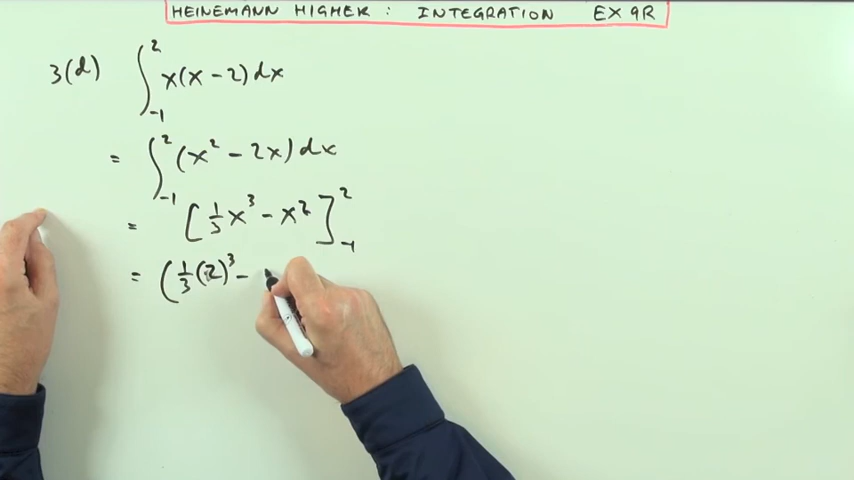 HEINEMANN HIGHER : INTEGRATION EX 9R
3(d) ∫₋₁² x(x - 2) dx
= ∫₋₁² (x² - 2x) dx
= [⅓x³ - x²]₋₁²
= (⅓(2)³ -